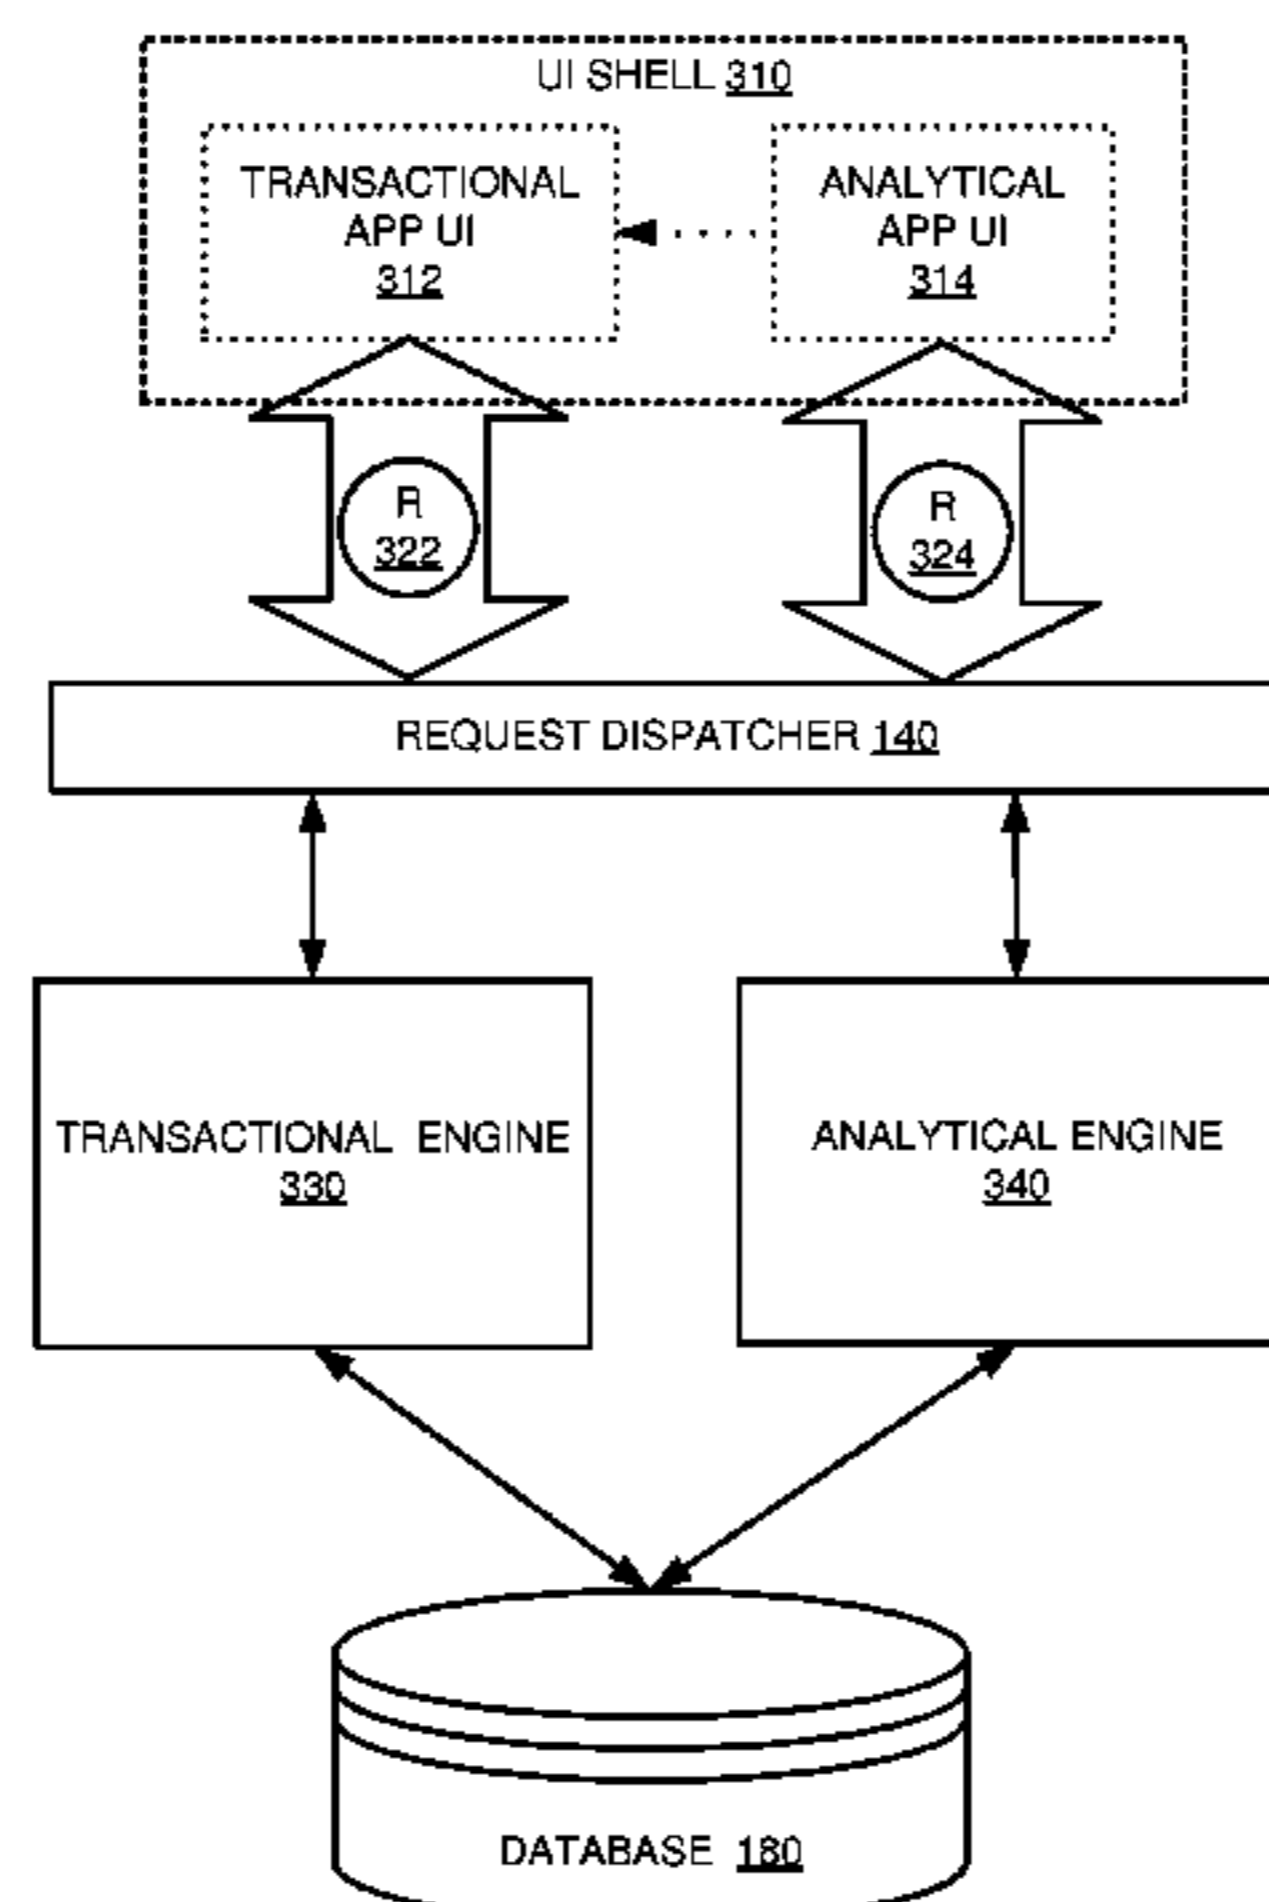 UI SHELL 310
TRANSACTIONAL
APP UI
312
ANALYTICAL
APP UI
314
R
322
R
324
REQUEST DISPATCHER 140
TRANSACTIONAL ENGINE
330
ANALYTICAL ENGINE
340
DATABASE 180